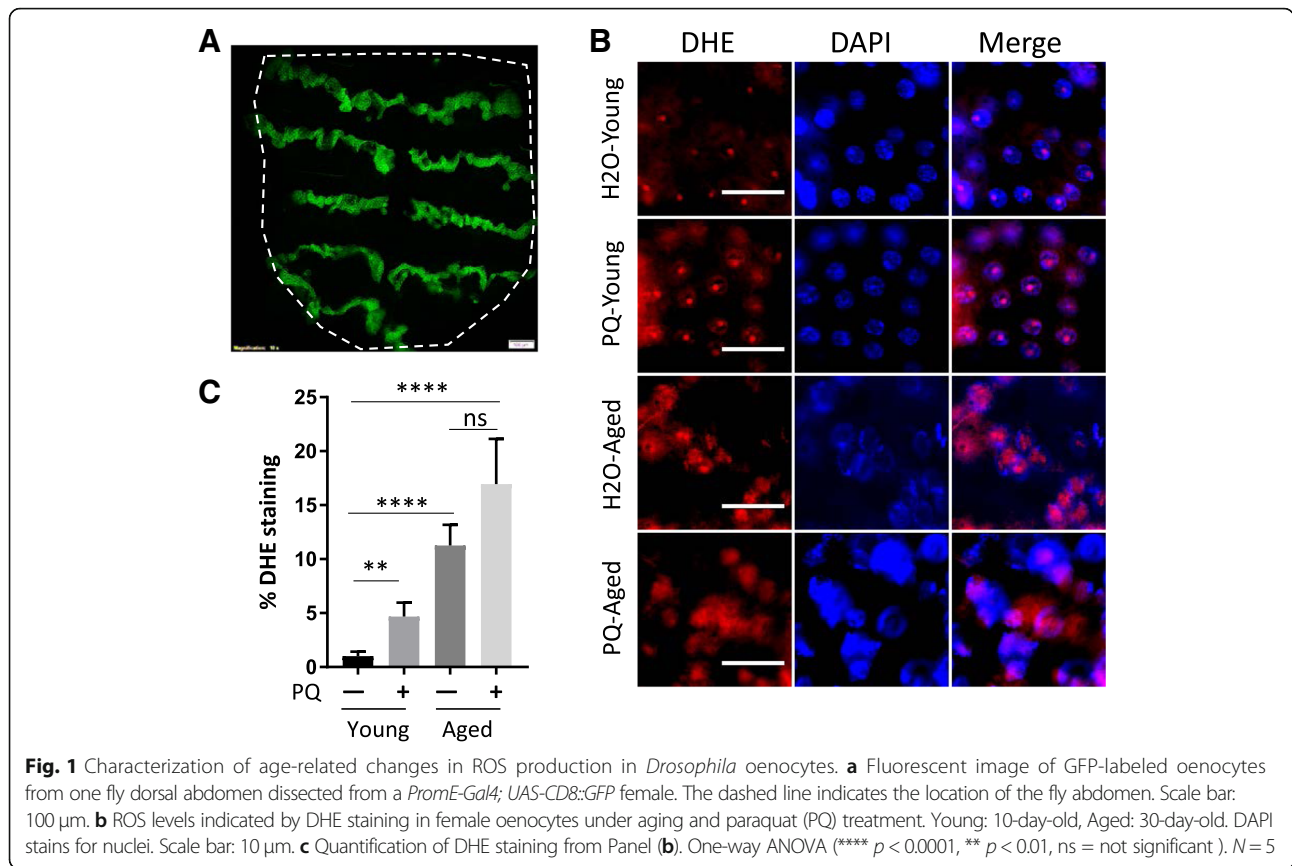 A
B
DHE DAPI Merge
H2O-Young
PQ-Young
H2O-Aged
PQ-Aged
C
****
ns
****
**
% DHE staining
25
20
15
10
5
0
PQ — + — +
Young Aged
Fig. 1 Characterization of age-related changes in ROS production in Drosophila oenocytes. a Fluorescent image of GFP-labeled oenocytes
from one fly dorsal abdomen dissected from a PromE-Gal4; UAS-CD8::GFP female. The dashed line indicates the location of the fly abdomen. Scale bar:
100 μm. b ROS levels indicated by DHE staining in female oenocytes under aging and paraquat (PQ) treatment. Young: 10-day-old, Aged: 30-day-old. DAPI
stains for nuclei. Scale bar: 10 μm. c Quantification of DHE staining from Panel (b). One-way ANOVA (**** p < 0.0001, ** p < 0.01, ns = not significant ). N = 5